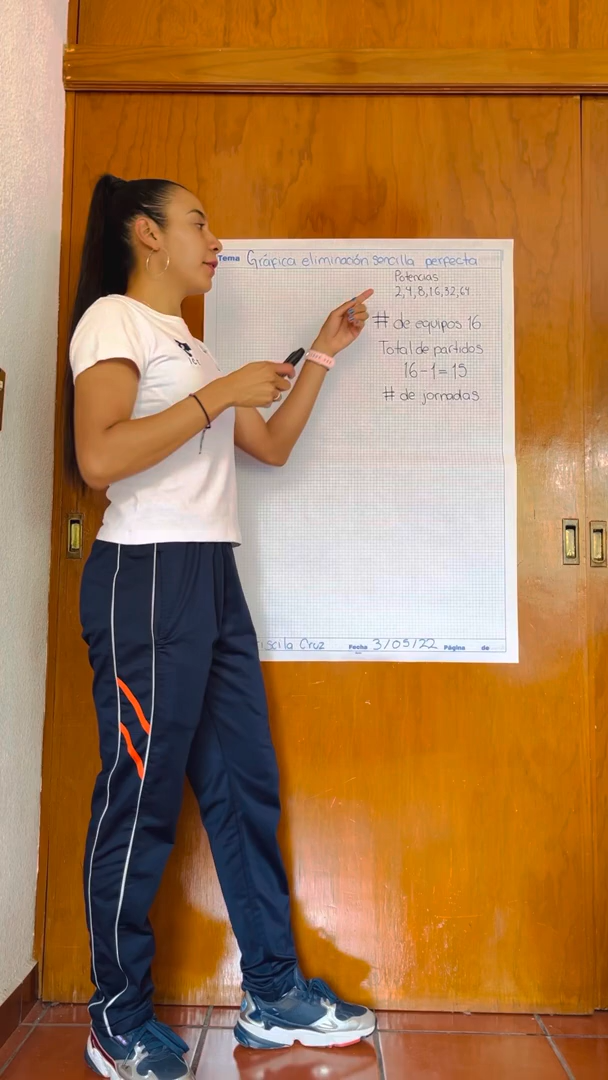 Tema Gráfica eliminación sencilla perfecta
Potencias
2,4,8,16,32,64
# de equipos 16
Total de partidos
16-1=15
# de jornadas
Cruz Fecha 3/05/22 Página de